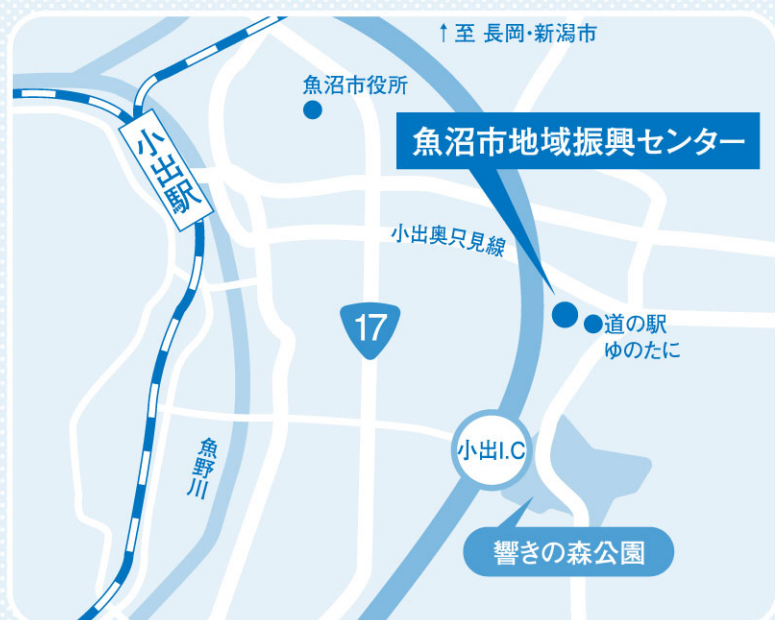 ↑至 長岡・新潟市
魚沼市役所
魚沼市地域振興センター
小出駅
小出奥只見線
17
道の駅
ゆのたに
魚野川
小出I.C
響きの森公園